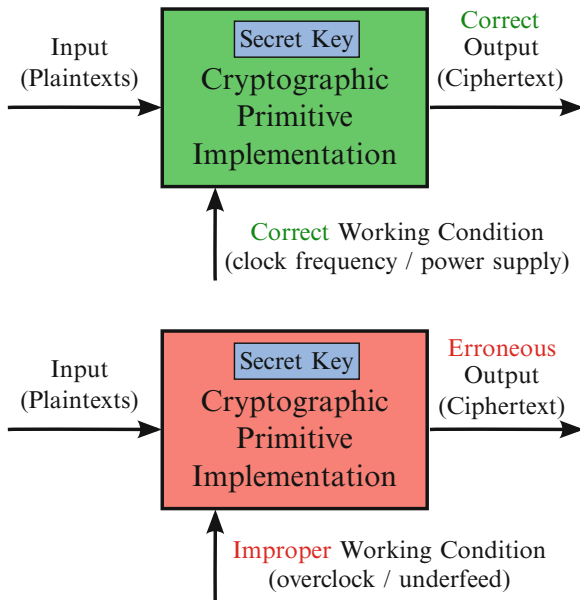 Input
(Plaintexts)
Secret Key
Cryptographic
Primitive
Implementation
Correct
Output
(Ciphertext)
Correct Working Condition
(clock frequency / power supply)
Input
(Plaintexts)
Secret Key
Cryptographic
Primitive
Implementation
Erroneous
Output
(Ciphertext)
Improper Working Condition
(overclock / underfeed)